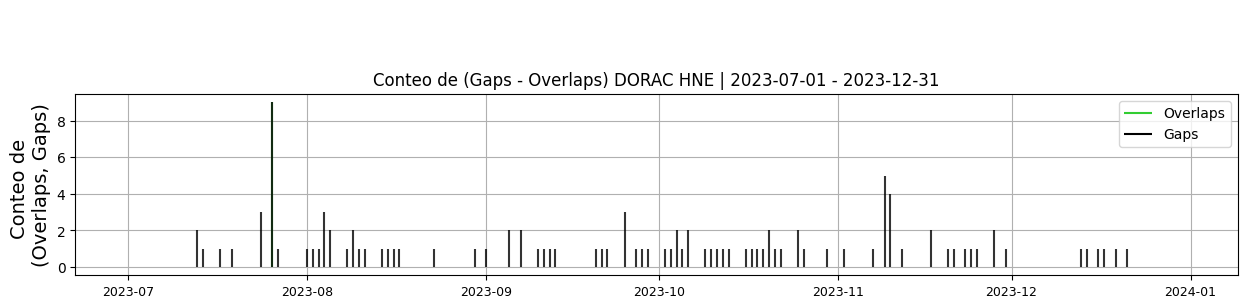 Conteo de (Gaps - Overlaps) DORAC HNE | 2023-07-01 - 2023-12-31
Conteo de
(Overlaps, Gaps)
8
6
4
2
0
Overlaps
Gaps
2023-07
2023-08
2023-09
2023-10
2023-11
2023-12
2024-01